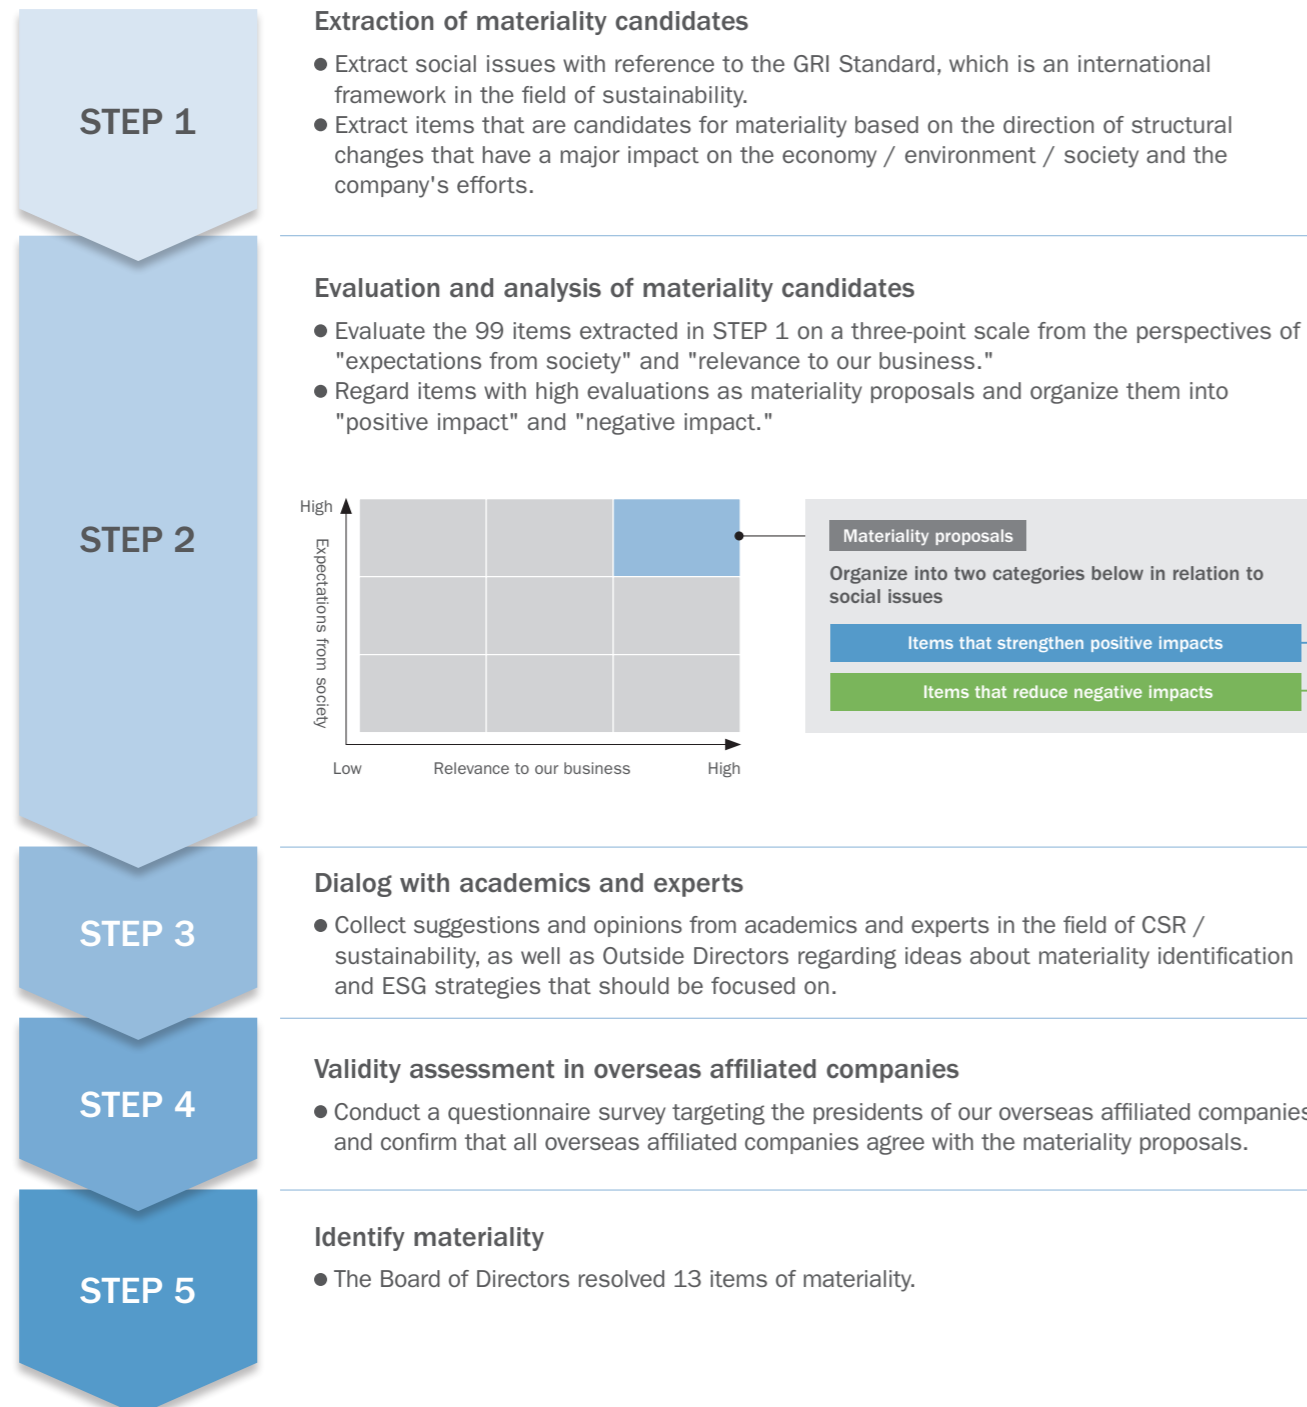 STEP 1
Extraction of materiality candidates
● Extract social issues with reference to the GRI Standard, which is an international
framework in the field of sustainability.
● Extract items that are candidates for materiality based on the direction of structural
changes that have a major impact on the economy / environment / society and the
company's efforts.
STEP 2
Evaluation and analysis of materiality candidates
● Evaluate the 99 items extracted in STEP 1 on a three-point scale from the perspectives of
"expectations from society" and "relevance to our business."
● Regard items with high evaluations as materiality proposals and organize them into
"positive impact" and "negative impact."
High
Expectations from society
Low
Relevance to our business
High
Materiality proposals
Organize into two categories below in relation to
social issues
Items that strengthen positive impacts
Items that reduce negative impacts
STEP 3
Dialog with academics and experts
● Collect suggestions and opinions from academics and experts in the field of CSR /
sustainability, as well as Outside Directors regarding ideas about materiality identification
and ESG strategies that should be focused on.
STEP 4
Validity assessment in overseas affiliated companies
● Conduct a questionnaire survey targeting the presidents of our overseas affiliated companies
and confirm that all overseas affiliated companies agree with the materiality proposals.
STEP 5
Identify materiality
● The Board of Directors resolved 13 items of materiality.